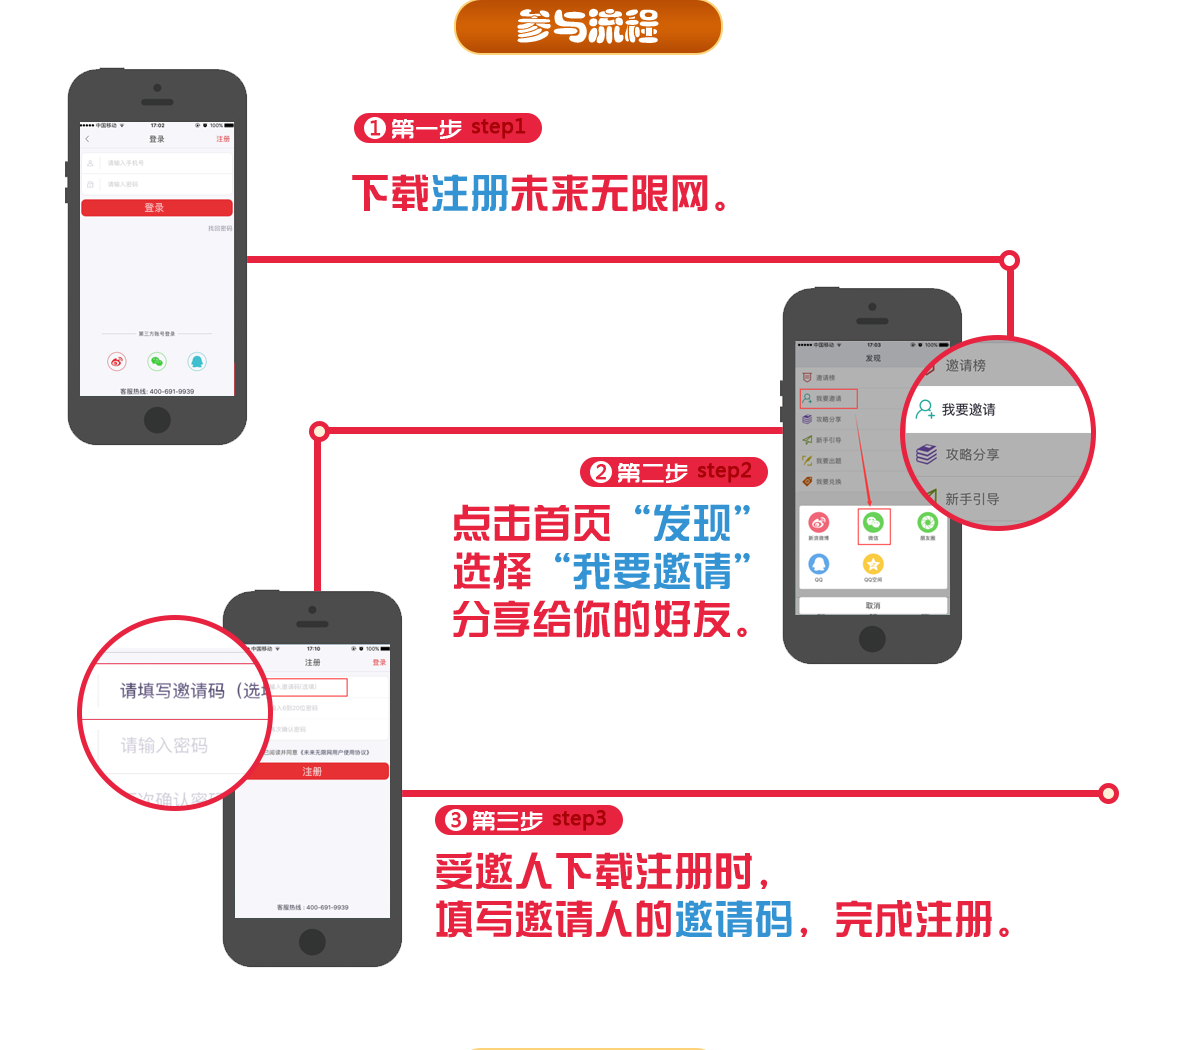 参与流程
中国移动 17:02 100%
登录 注册
请输入手机号
请输入密码
登录
找回密码
第三方账号登录
客服热线: 400-691-9939
1 第一步 step1
下载注册未来无限网。
中国移动 17:03 100%
发现
邀请榜
我要邀请
攻略分享
新手引导
我要出题
我要兑换
新浪微博 微信 朋友圈
QQ QQ空间
取消
邀请榜
我要邀请
攻略分享
新手引导
2 第二步 step2
点击首页“发现”
选择“我要邀请”
分享给你的好友。
中国移动 17:10 100%
注册 登录
输入邀请码(选填)
输入6到20位密码
再次确认密码
已阅读并同意《未来无限网用户使用协议》
注册
客服热线 : 400-691-9939
请填写邀请码（选填
请输入密码
再次确认密码
3 第三步 step3
受邀人下载注册时，
填写邀请人的邀请码，完成注册。